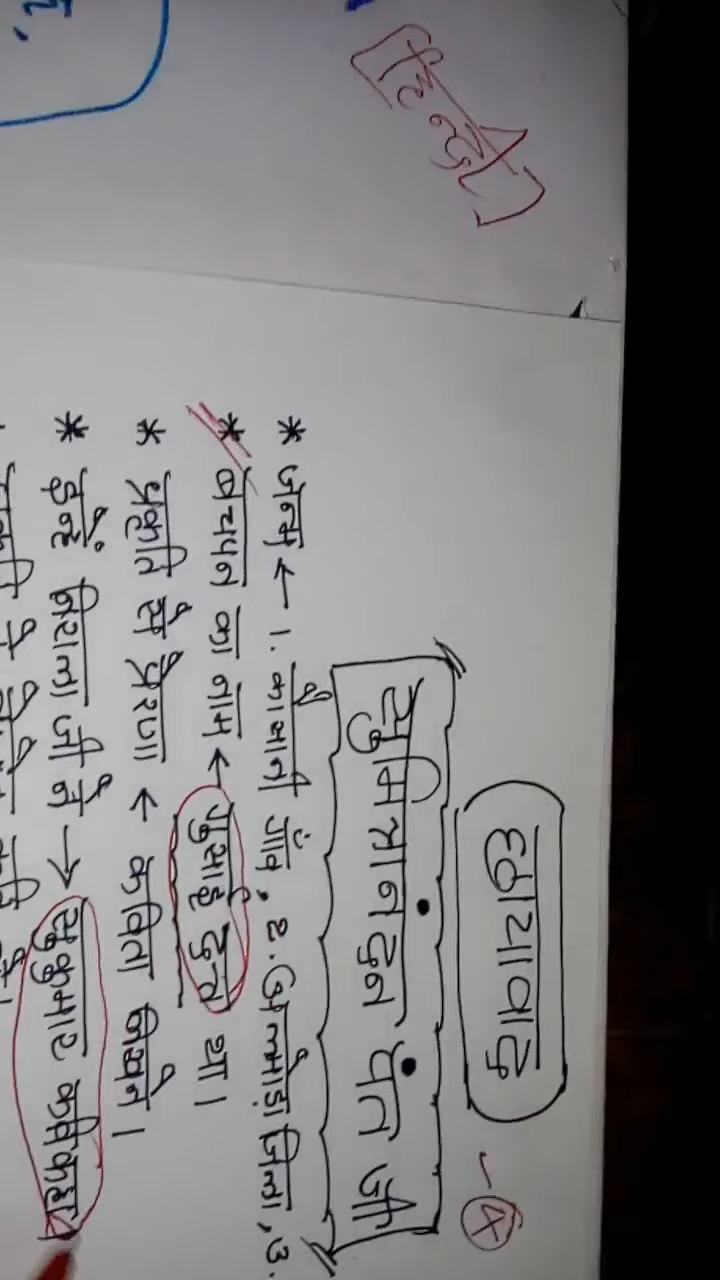 छायावाद - 4
सुमित्रानंदन पंत जी
* जन्म ← 1. कौसानी गांव, 2. अल्मोड़ा जिला, 3.
* बचपन का नाम ← गुसाई दत्त था।
* प्रकृति से प्रेरणा ← कविता लिखने।
* इन्हें निराला जी ने → सुकुमार कवि कहा